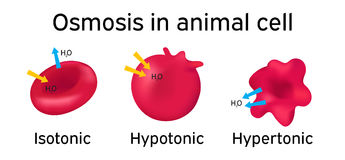 Osmosis in animal cell
H₂O
H₂O
H₂O
H₂O
Isotonic Hypotonic Hypertonic